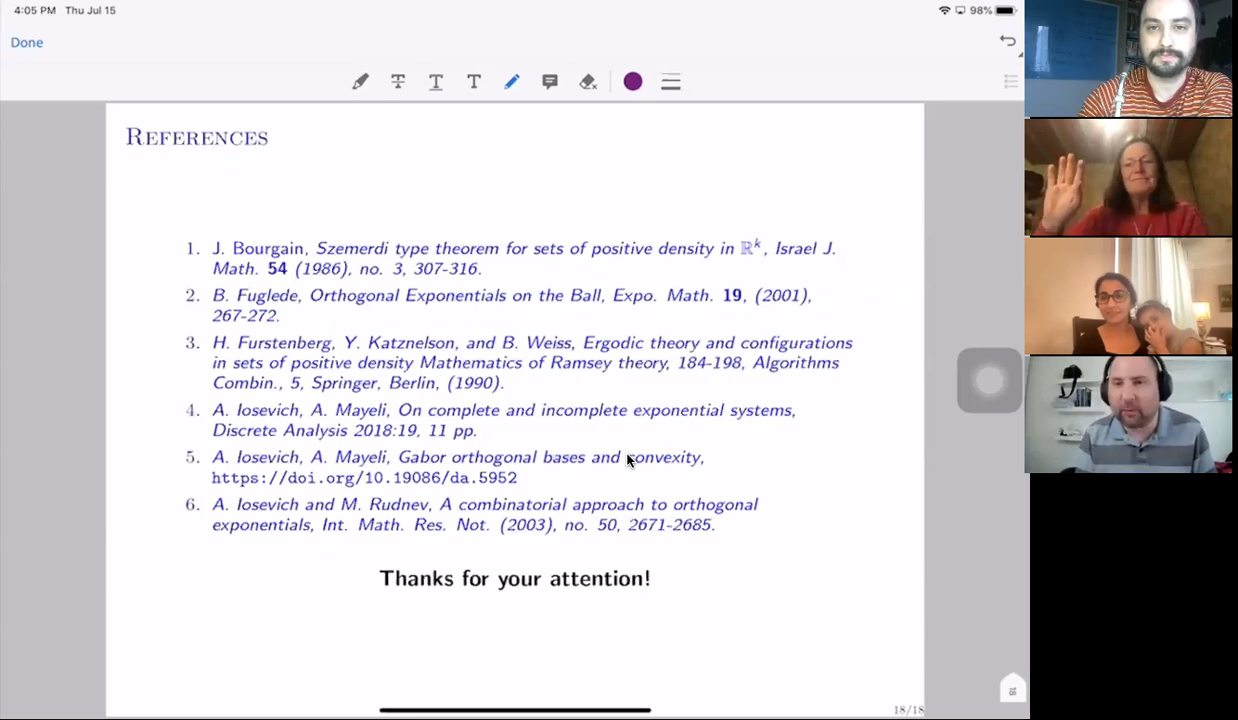 4:05 PM Thu Jul 15
98%
Done
T T T
REFERENCES
1. J. Bourgain, Szemerdi type theorem for sets of positive density in ℝᵏ, Israel J.
Math. 54 (1986), no. 3, 307-316.
2. B. Fuglede, Orthogonal Exponentials on the Ball, Expo. Math. 19, (2001),
267-272.
3. H. Furstenberg, Y. Katznelson, and B. Weiss, Ergodic theory and configurations
in sets of positive density Mathematics of Ramsey theory, 184-198, Algorithms
Combin., 5, Springer, Berlin, (1990).
4. A. Iosevich, A. Mayeli, On complete and incomplete exponential systems,
Discrete Analysis 2018:19, 11 pp.
5. A. Iosevich, A. Mayeli, Gabor orthogonal bases and convexity,
https://doi.org/10.19086/da.5952
6. A. Iosevich and M. Rudnev, A combinatorial approach to orthogonal
exponentials, Int. Math. Res. Not. (2003), no. 50, 2671-2685.
Thanks for your attention!
18
18/18